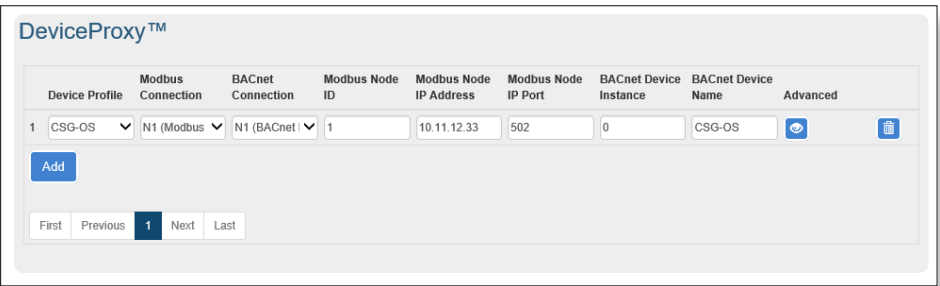 DeviceProxy™
Device Profile Modbus Connection BACnet Connection Modbus Node ID Modbus Node IP Address Modbus Node IP Port BACnet Device Instance BACnet Device Name Advanced
1 CSG-OS N1 (Modbus N1 (BACnet 1 10.11.12.33 502 0 CSG-OS
Add
First Previous 1 Next Last